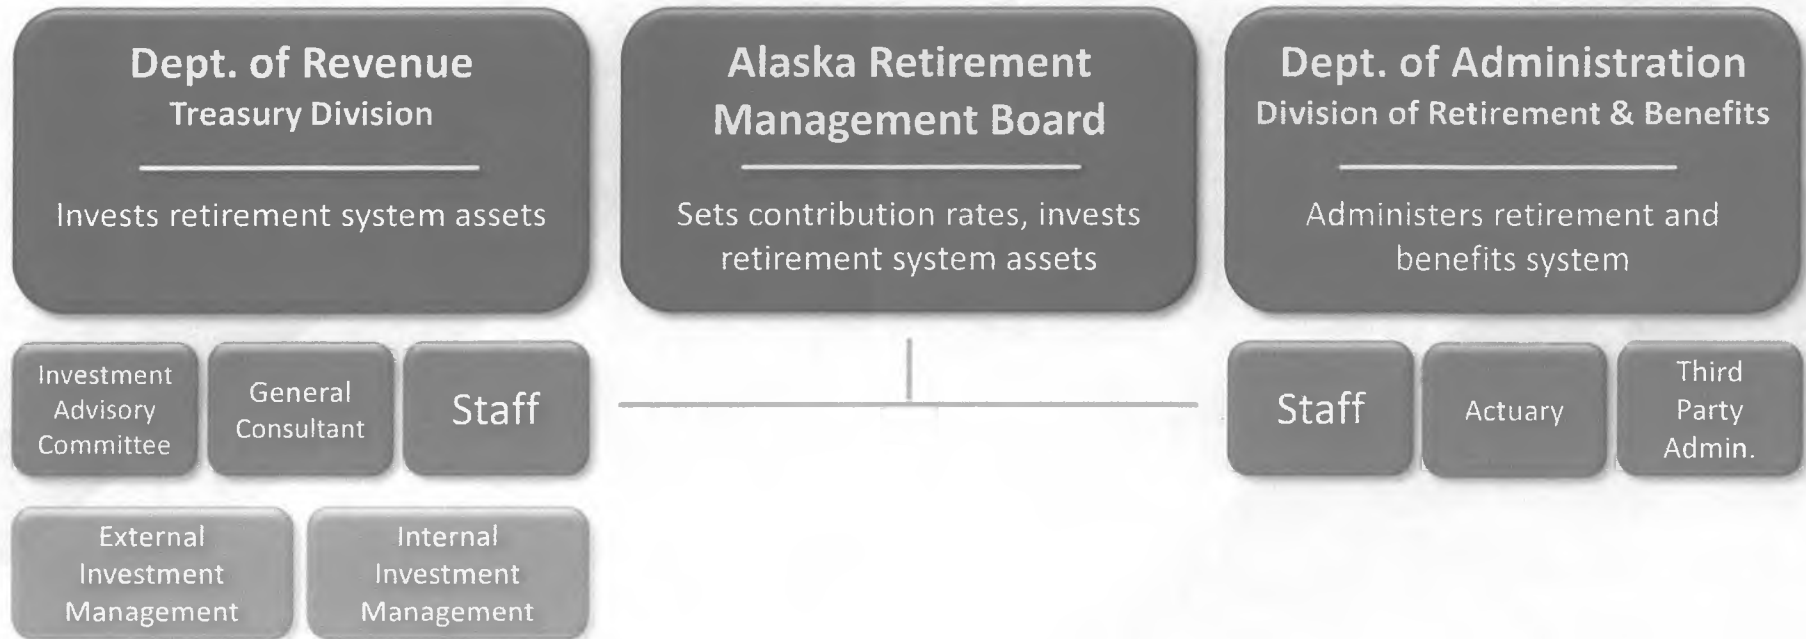 Dept. of Revenue
Treasury Division
Invests retirement system assets
Alaska Retirement
Management Board
Sets contribution rates, invests
retirement system assets
Dept. of Administration
Division of Retirement & Benefits
Administers retirement and
benefits system
Investment
Advisory
Committee
General
Consultant
Staff
Staff
Actuary
Third
Party
Admin.
External
Investment
Management
Internal
Investment
Management